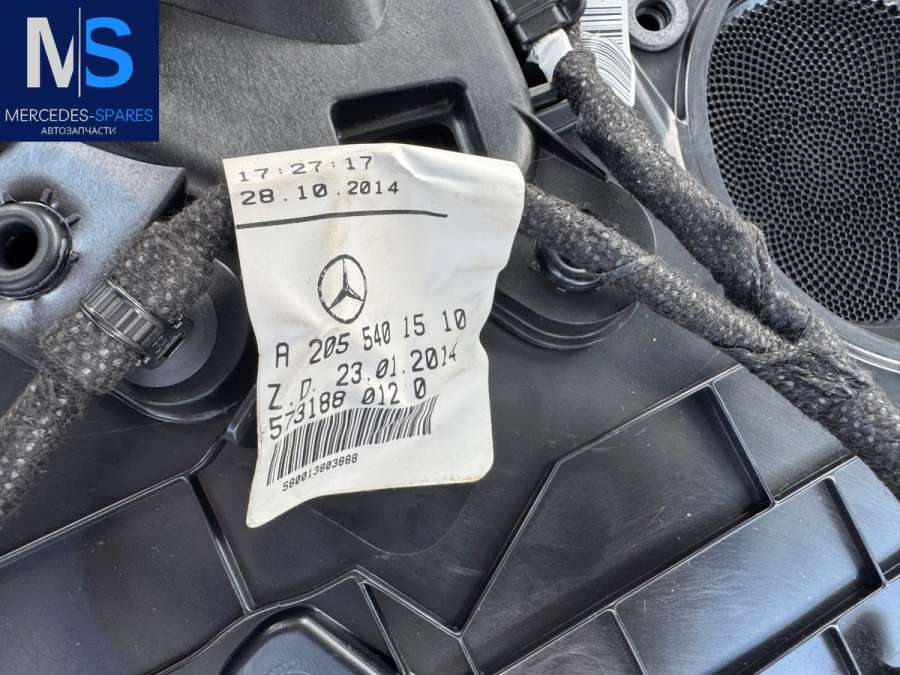 MS
MERCEDES-SPARES
АВТОЗАПЧАСТИ
17:27:17
28.10.2014
A 205 540 15 10
Z.D. 23.01.2014
573188 012 0
580013803888